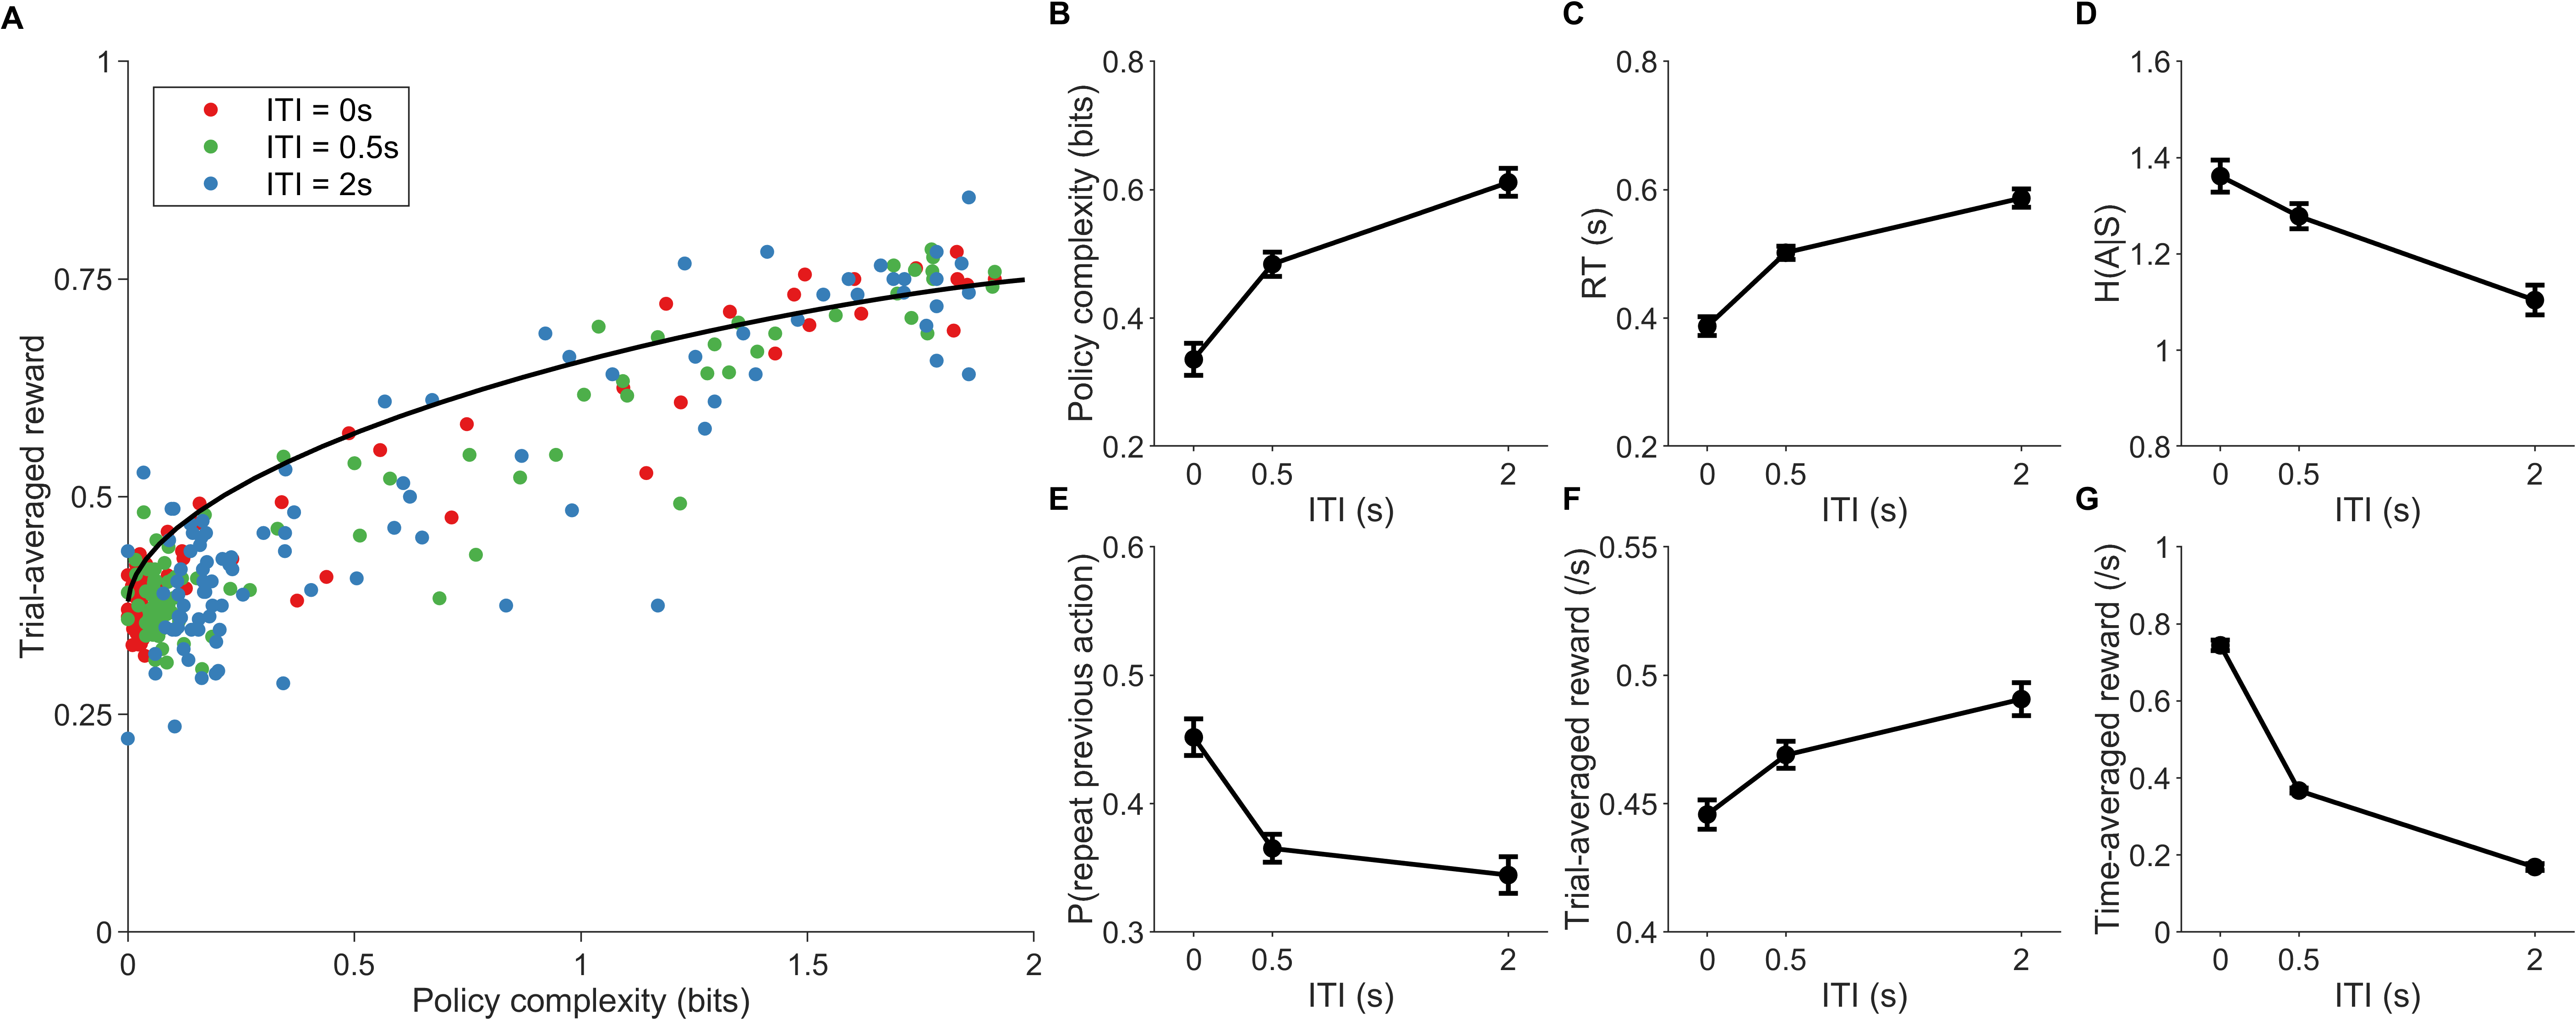 A
Trial-averaged reward
1
0.75
0.5
0.25
0
ITI = 0s
ITI = 0.5s
ITI = 2s
0 0.5 1 1.5 2
Policy complexity (bits)
B
Policy complexity (bits)
0.8
0.6
0.4
0.2
0 0.5 2
ITI (s)
C
RT (s)
0.8
0.6
0.4
0.2
0 0.5 2
ITI (s)
D
H(A|S)
1.6
1.4
1.2
1
0.8
0 0.5 2
ITI (s)
E
P(repeat previous action)
0.6
0.5
0.4
0.3
0 0.5 2
ITI (s)
F
Trial-averaged reward (/s)
0.55
0.5
0.45
0.4
0 0.5 2
ITI (s)
G
Time-averaged reward (/s)
1
0.8
0.6
0.4
0.2
0
0 0.5 2
ITI (s)